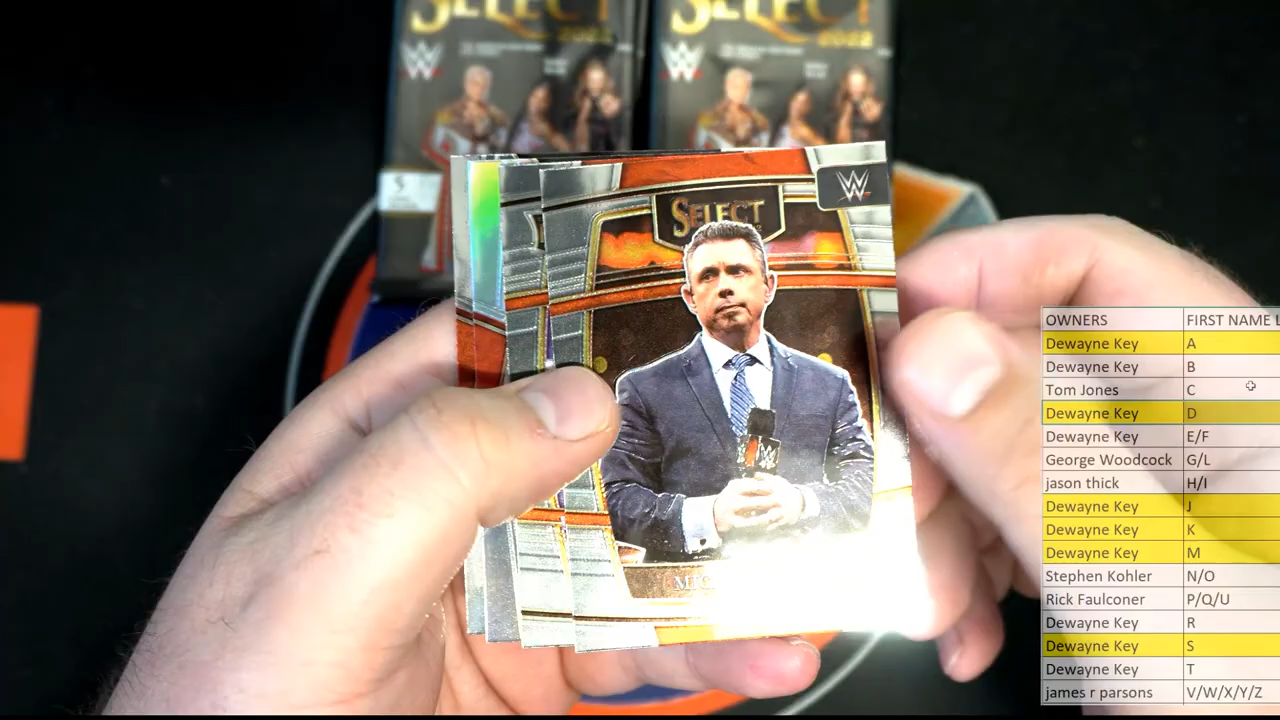 SELECT
2022
W
SELECT
2022
W
W
SELECT
W
OWNERS FIRST NAME
Dewayne Key A
Dewayne Key B
Tom Jones C
Dewayne Key D
Dewayne Key E/F
George Woodcock G/L
jason thick H/I
Dewayne Key J
Dewayne Key K
Dewayne Key M
Stephen Kohler N/O
Rick Faulconer P/Q/U
Dewayne Key R
Dewayne Key S
Dewayne Key T
james r parsons V/W/X/Y/Z